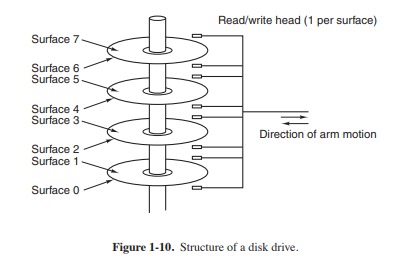 Read/write head (1 per surface)
Surface 7
Surface 6
Surface 5
Surface 4
Surface 3
Direction of arm motion
Surface 2
Surface 1
Surface 0
Figure 1-10. Structure of a disk drive.